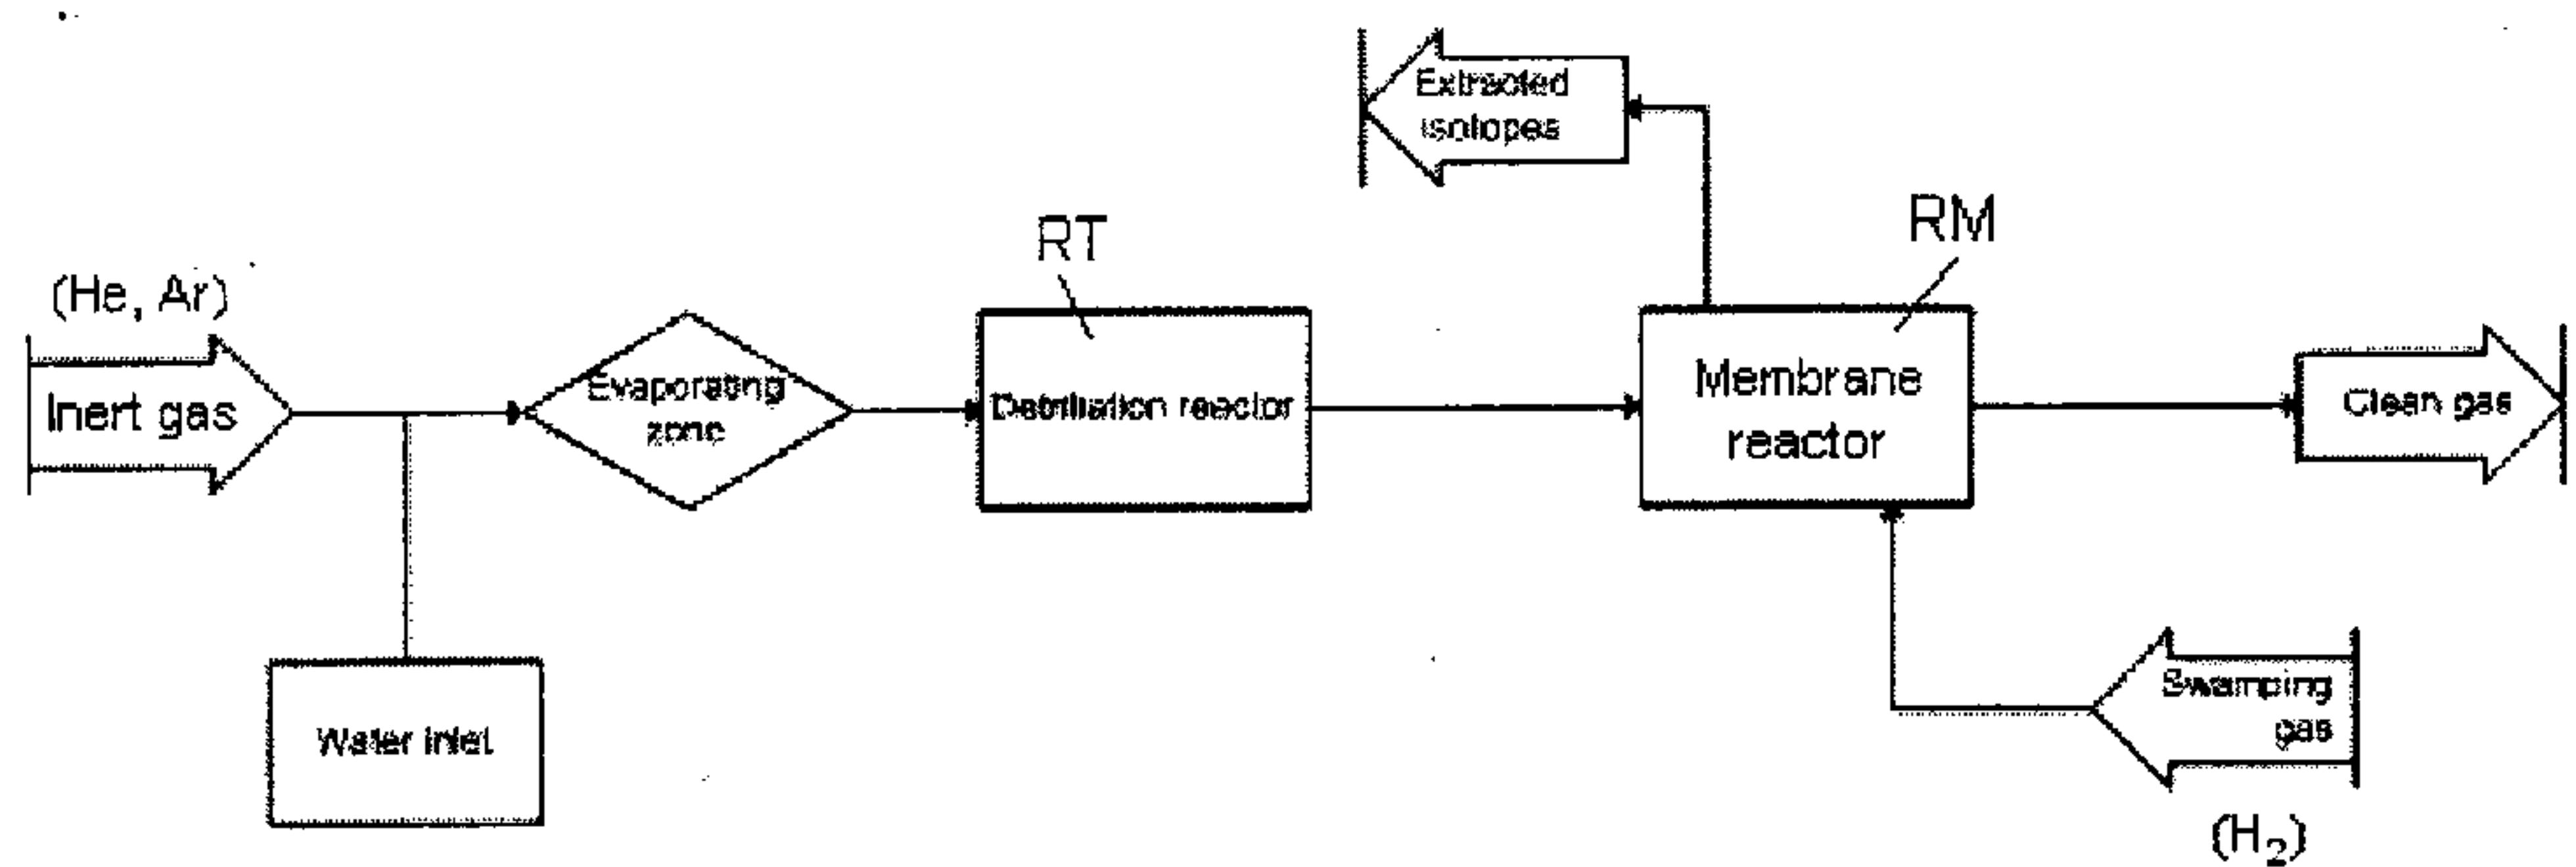 Extracted
isotopes
RT
RM
(He, Ar)
Inert gas
Evaporating
zone
Detritiation reactor
Membrane
reactor
Clean gas
Water inlet
Swamping
gas
(H₂)